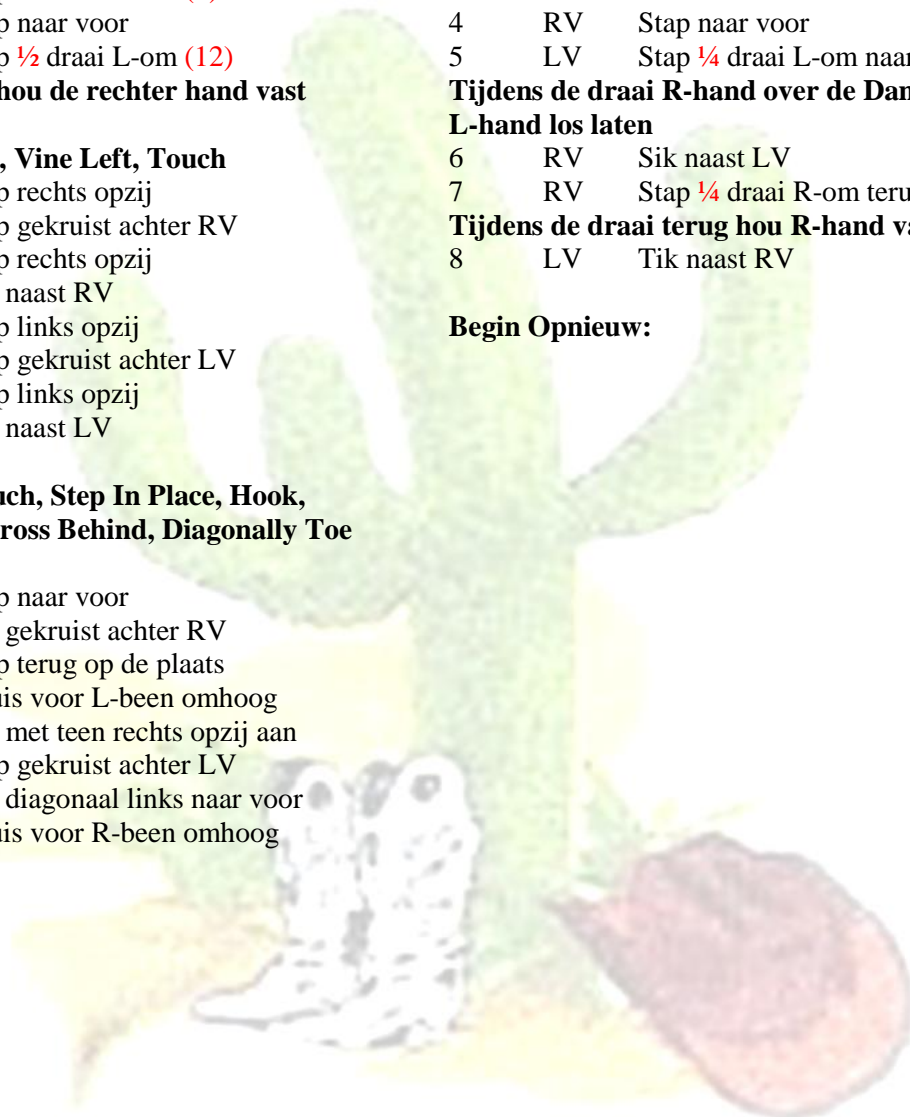 p naar voor
p ½ draai L-om (12)
hou de rechter hand vast
, Vine Left, Touch
p rechts opzij
p gekruist achter RV
p rechts opzij
naast RV
p links opzij
p gekruist achter LV
p links opzij
naast LV
uch, Step In Place, Hook,
ross Behind, Diagonally Toe
p naar voor
gekruist achter RV
p terug op de plaats
uis voor L-been omhoog
met teen rechts opzij aan
p gekruist achter LV
diagonaal links naar voor
uis voor R-been omhoog
4 RV Stap naar voor
5 LV Stap ¼ draai L-om naar
Tijdens de draai R-hand over de Dan
L-hand los laten
6 RV Sik naast LV
7 RV Stap ¼ draai R-om teru
Tijdens de draai terug hou R-hand va
8 LV Tik naast RV
Begin Opnieuw: